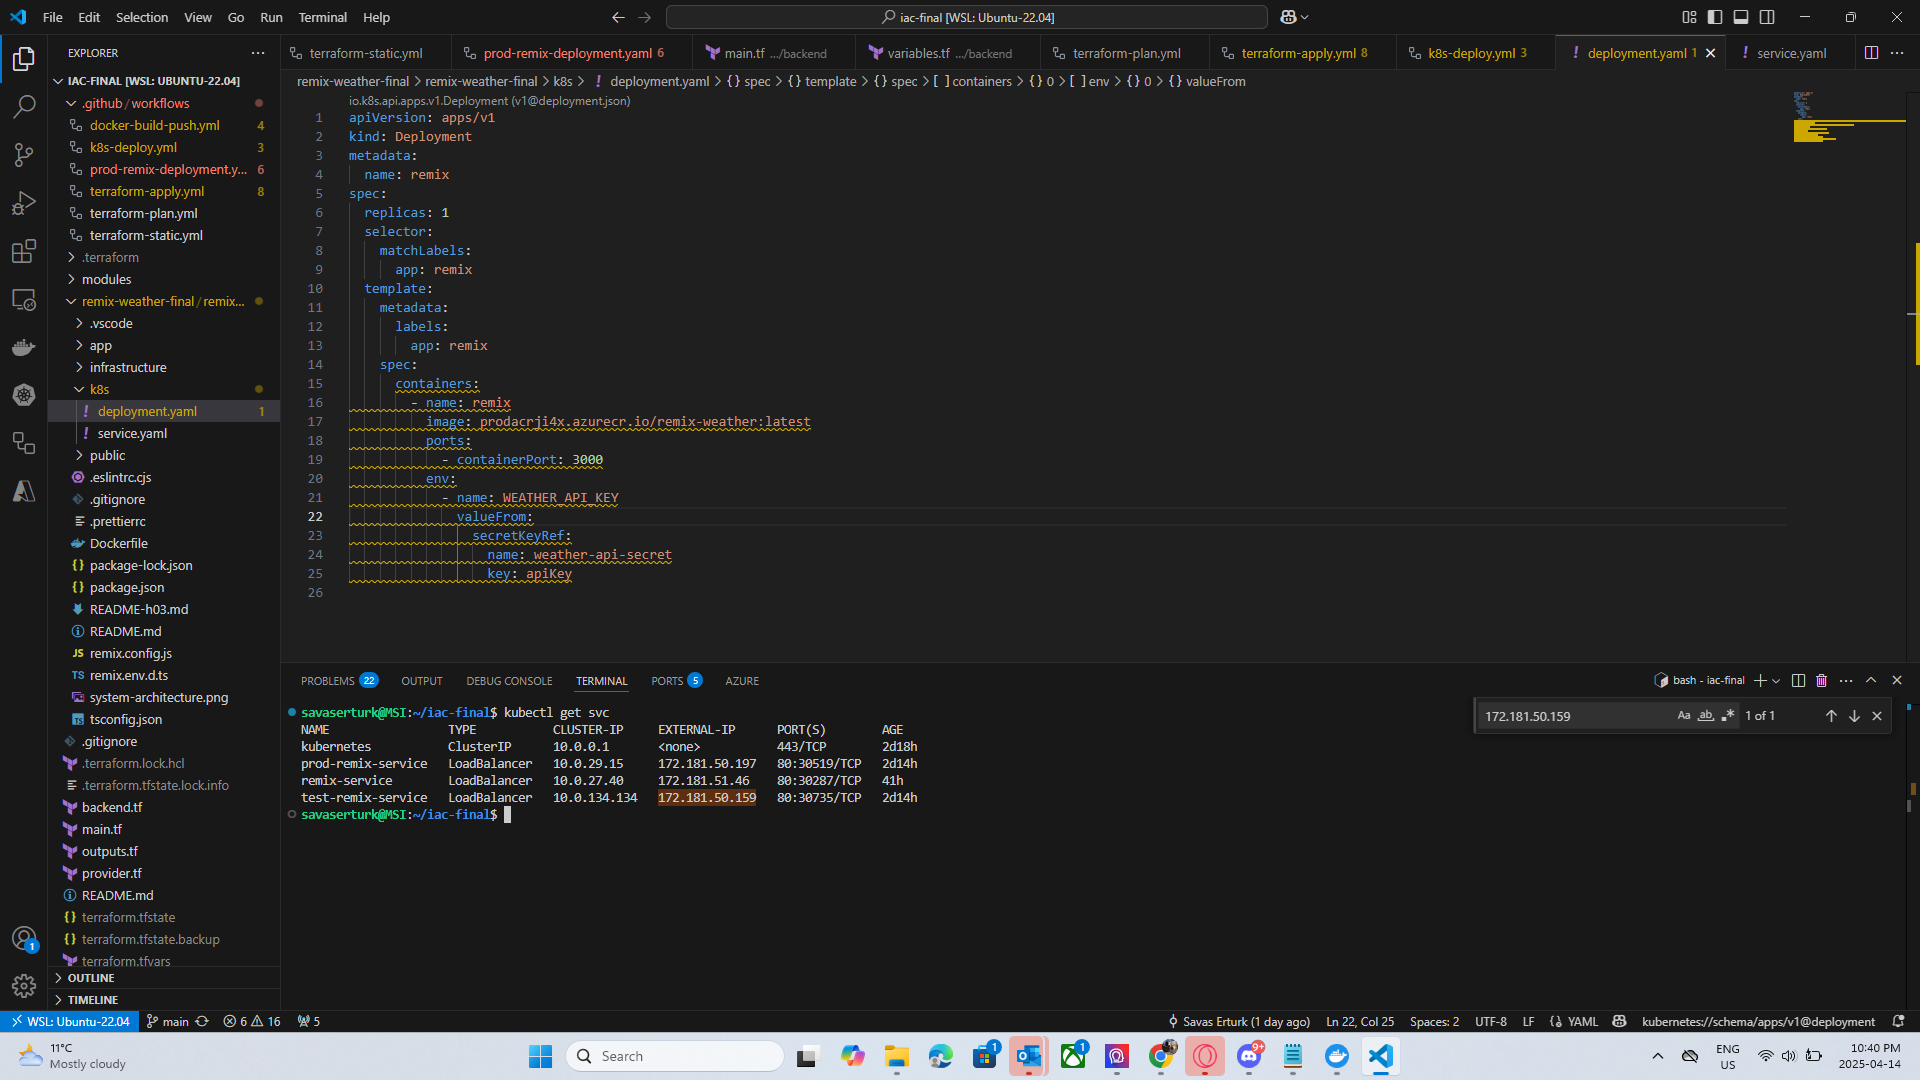 File Edit Selection View Go Run Terminal Help
iac-final [WSL: Ubuntu-22.04]
EXPLORER
terraform-static.yml
prod-remix-deployment.yaml 6
main.tf .../backend
variables.tf .../backend
terraform-plan.yml
terraform-apply.yml 8
k8s-deploy.yml 3
deployment.yaml 1
service.yaml
IAC-FINAL [WSL: UBUNTU-22.04]
.github/workflows
docker-build-push.yml 4
k8s-deploy.yml 3
prod-remix-deployment.y... 6
terraform-apply.yml 8
terraform-plan.yml
terraform-static.yml
.terraform
modules
remix-weather-final/remix...
.vscode
app
infrastructure
k8s
deployment.yaml 1
service.yaml
public
.eslintrc.cjs
.gitignore
.prettierrc
Dockerfile
package-lock.json
package.json
README-h03.md
README.md
remix.config.js
remix.env.d.ts
system-architecture.png
tsconfig.json
.gitignore
.terraform.lock.hcl
.terraform.tfstate.lock.info
backend.tf
main.tf
outputs.tf
provider.tf
README.md
terraform.tfstate
terraform.tfstate.backup
terraform.tfvars
OUTLINE
TIMELINE
remix-weather-final > remix-weather-final > k8s > ! deployment.yaml > {} spec > {} template > {} spec > [ ] containers > {} 0 > [ ] env > {} 0 > {} valueFrom
io.k8s.api.apps.v1.Deployment (v1@deployment.json)
1 apiVersion: apps/v1
2 kind: Deployment
3 metadata:
4 name: remix
5 spec:
6 replicas: 1
7 selector:
8 matchLabels:
9 app: remix
10 template:
11 metadata:
12 labels:
13 app: remix
14 spec:
15 containers:
16 - name: remix
17 image: prodacrji4x.azurecr.io/remix-weather:latest
18 ports:
19 - containerPort: 3000
20 env:
21 - name: WEATHER_API_KEY
22 valueFrom:
23 secretKeyRef:
24 name: weather-api-secret
25 key: apiKey
26
PROBLEMS 22 OUTPUT DEBUG CONSOLE TERMINAL PORTS 5 AZURE
bash - iac-final
172.181.50.159 Aa ab .* 1 of 1
savaserturk@MSI:~/iac-final$ kubectl get svc
NAME TYPE CLUSTER-IP EXTERNAL-IP PORT(S) AGE
kubernetes ClusterIP 10.0.0.1 <none> 443/TCP 2d18h
prod-remix-service LoadBalancer 10.0.29.15 172.181.50.197 80:30519/TCP 2d14h
remix-service LoadBalancer 10.0.27.40 172.181.51.46 80:30287/TCP 41h
test-remix-service LoadBalancer 10.0.134.134 172.181.50.159 80:30735/TCP 2d14h
savaserturk@MSI:~/iac-final$
1
WSL: Ubuntu-22.04 main 6 16 5
Savas Erturk (1 day ago) Ln 22, Col 25 Spaces: 2 UTF-8 LF {} YAML kubernetes://schema/apps/v1@deployment
11°C
Mostly cloudy
Search
1
1
9+
ENG
US
10:40 PM
2025-04-14